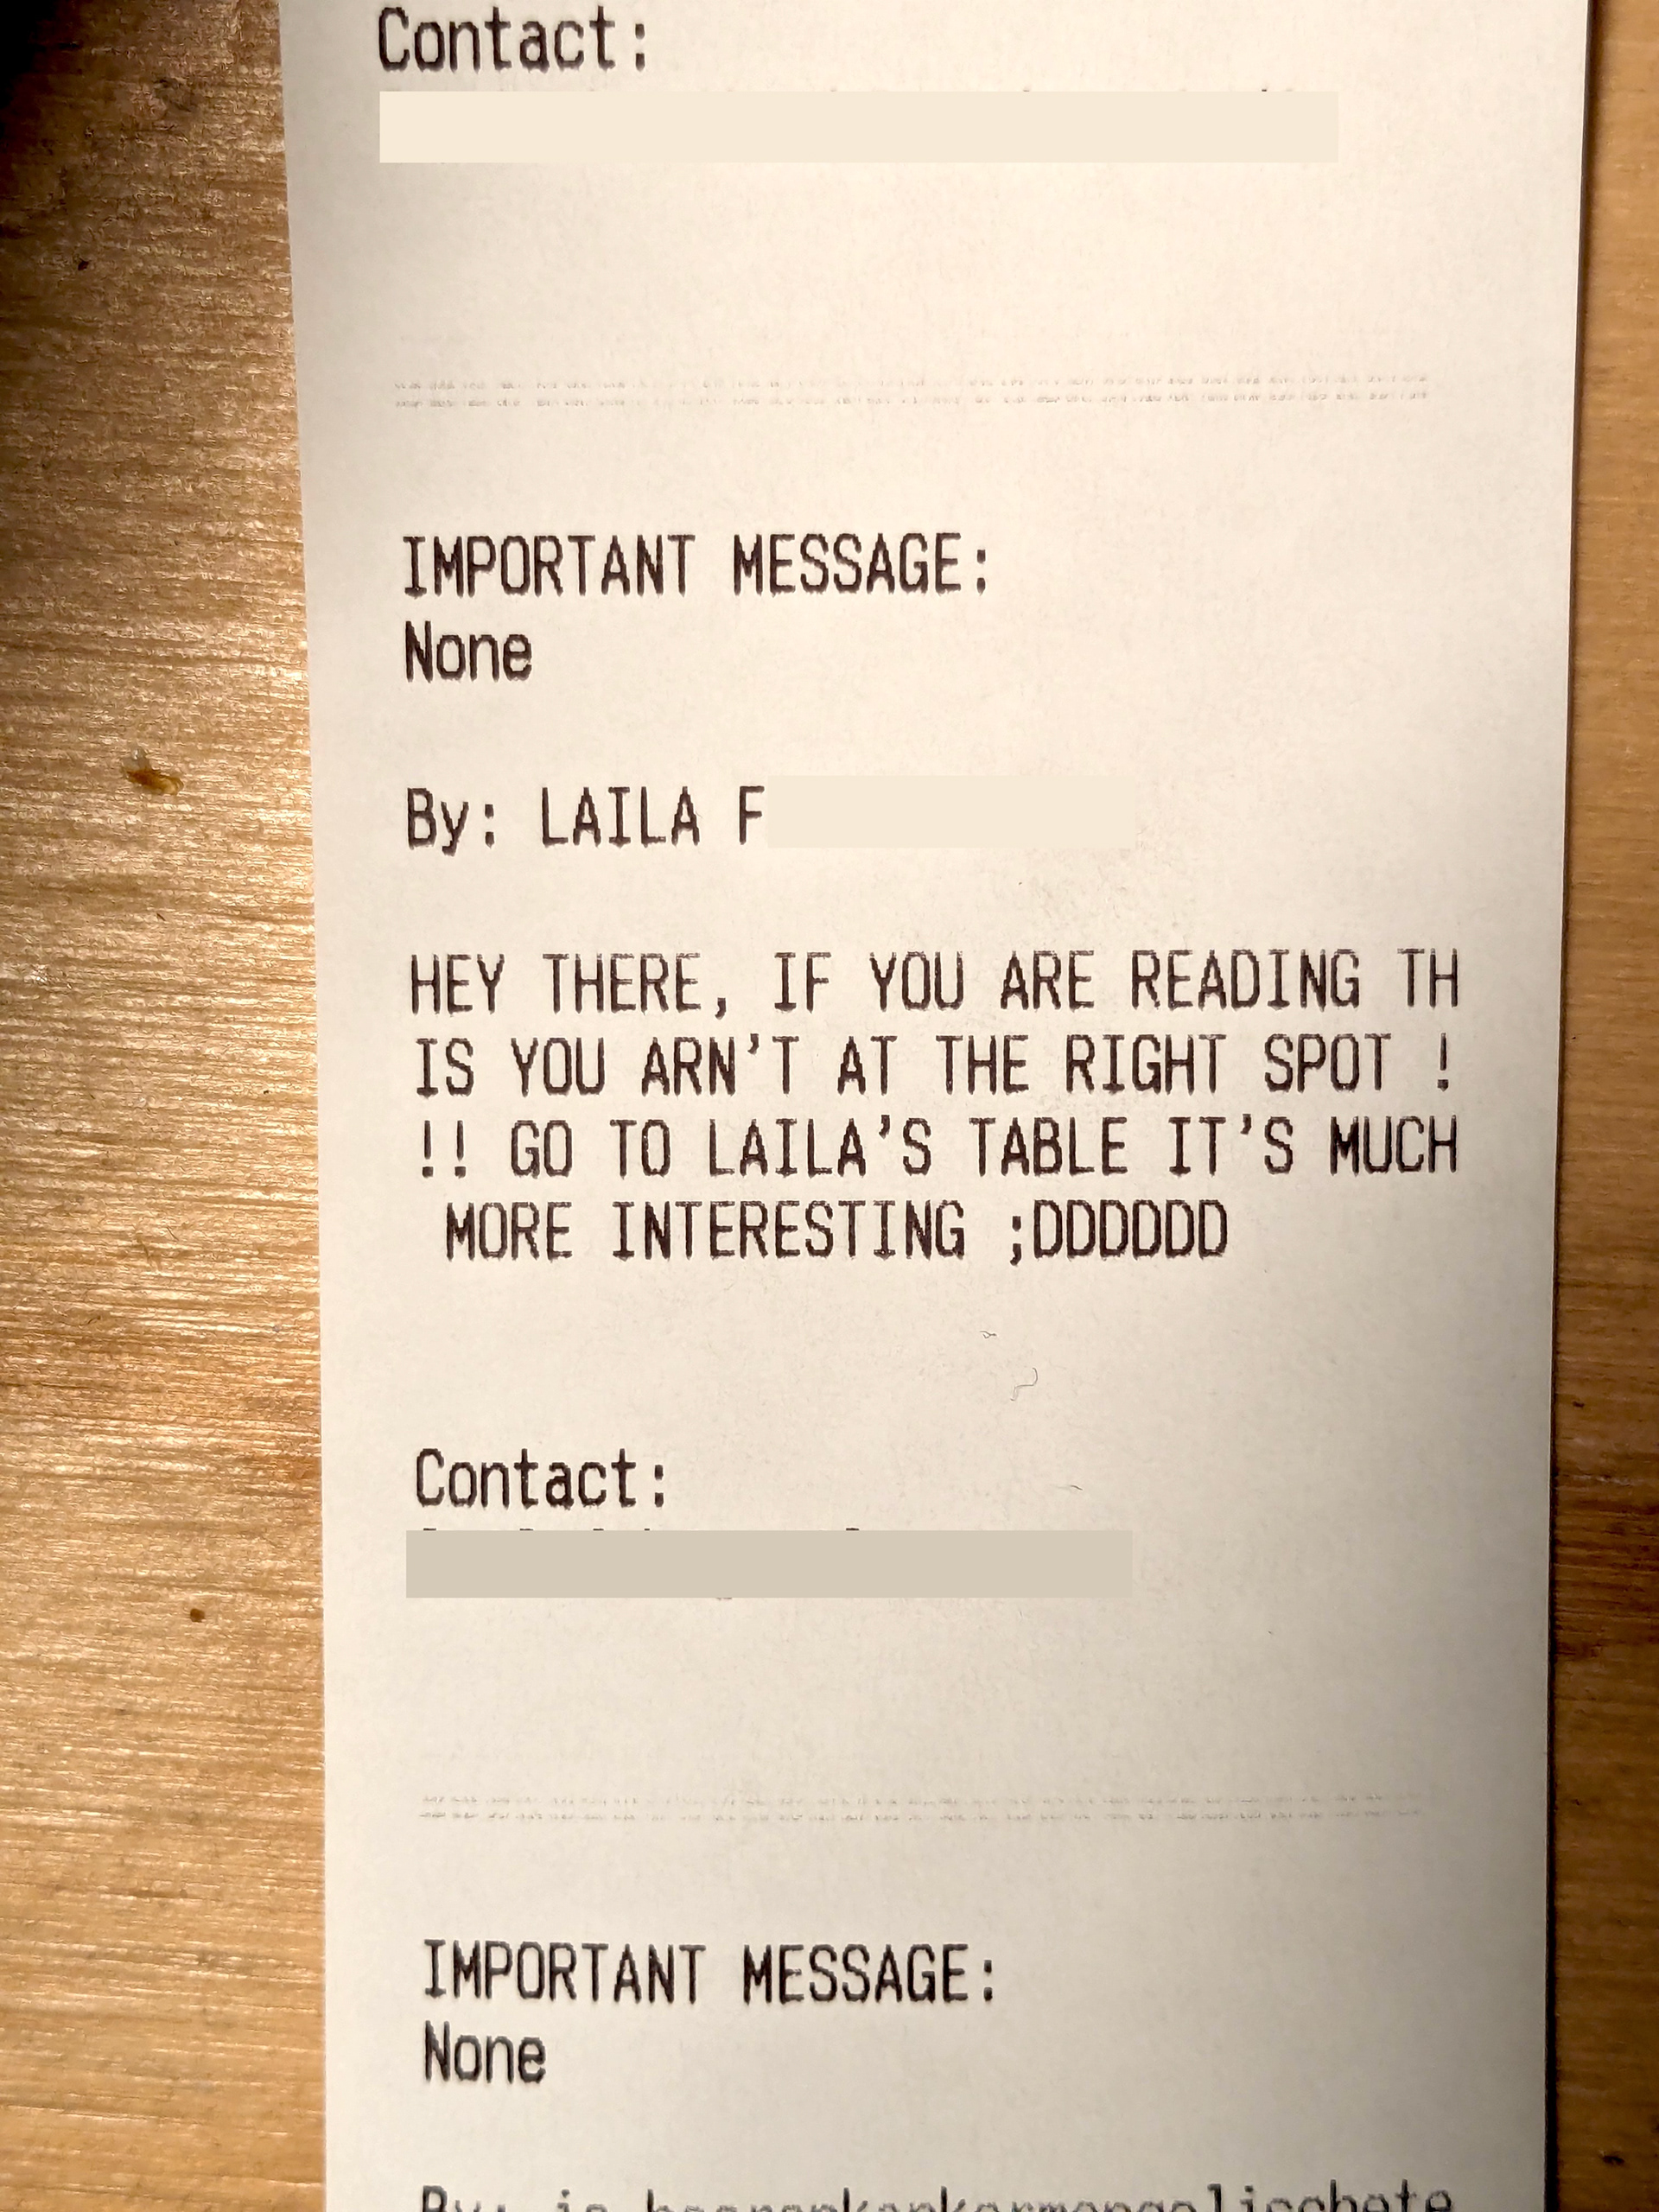 Contact:
IMPORTANT MESSAGE:
None
By: LAILA F
HEY THERE, IF YOU ARE READING TH
IS YOU ARN'T AT THE RIGHT SPOT !
!! GO TO LAILA'S TABLE IT'S MUCH
MORE INTERESTING ;DDDDDD
Contact:
IMPORTANT MESSAGE:
None
By: